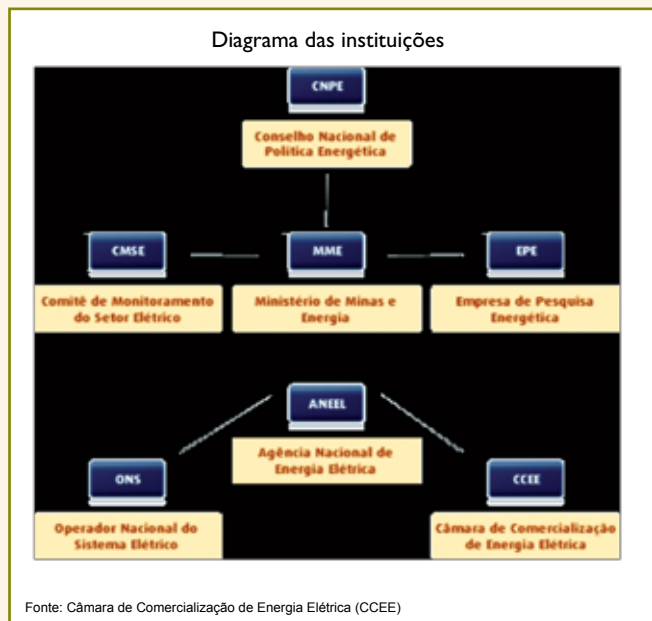 Diagrama das instituições
CNPE
Conselho Nacional de
Política Energética
CMSE
MME
EPE
Comitê de Monitoramento
do Setor Elétrico
Ministério de Minas e
Energia
Empresa de Pesquisa
Energética
ANEEL
Agência Nacional de
Energia Elétrica
ONS
CCEE
Operador Nacional do
Sistema Elétrico
Câmara de Comercialização
de Energia Elétrica
Fonte: Câmara de Comercialização de Energia Elétrica (CCEE)